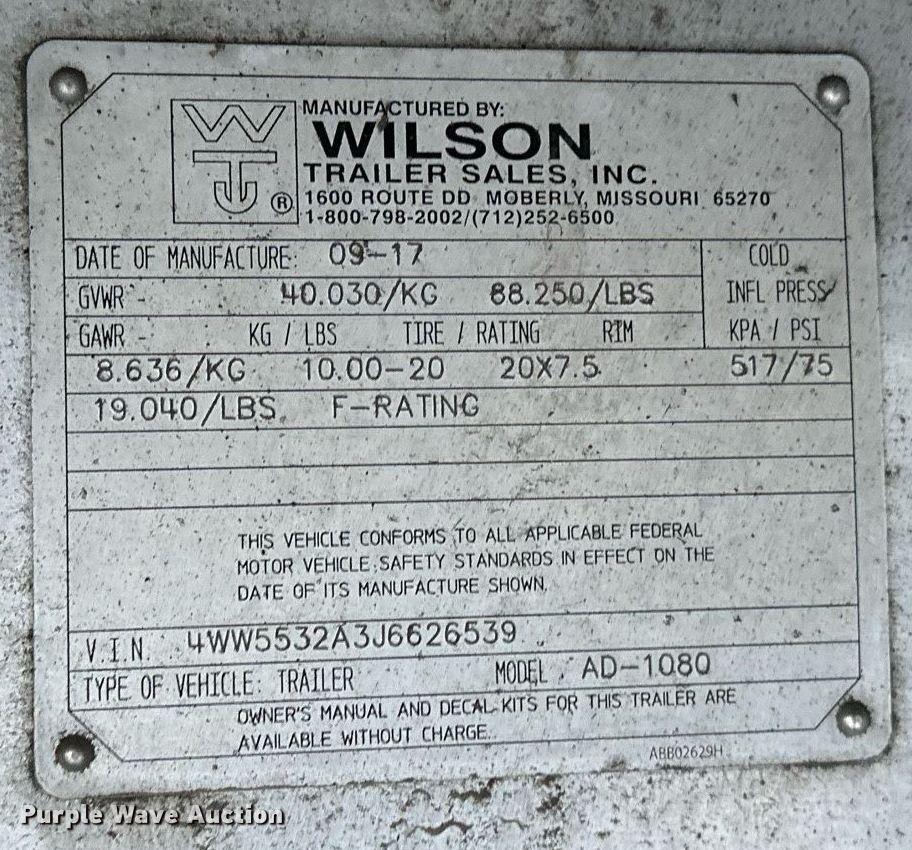 WT
®
MANUFACTURED BY:
WILSON
TRAILER SALES, INC.
1600 ROUTE DD MOBERLY, MISSOURI 65270
1-800-798-2002/(712)252-6500
DATE OF MANUFACTURE: 09-17
COLD
INFL PRESS
KPA / PSI
GVWR - 40.030/KG 88.250/LBS
GAWR - KG / LBS TIRE / RATING RIM
8.636/KG 10.00-20 20X7.5 517/75
19.040/LBS F-RATING
THIS VEHICLE CONFORMS TO ALL APPLICABLE FEDERAL
MOTOR VEHICLE SAFETY STANDARDS IN EFFECT ON THE
DATE OF ITS MANUFACTURE SHOWN.
V.I.N. 4WW5532A3J6626539
TYPE OF VEHICLE: TRAILER MODEL AD-1080
OWNER'S MANUAL AND DECAL KITS FOR THIS TRAILER ARE
AVAILABLE WITHOUT CHARGE.
ABB02629H
Purple Wave Auction